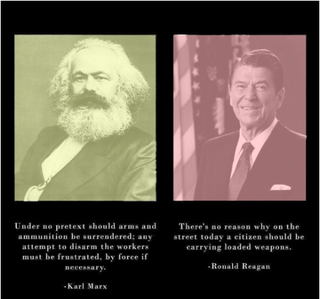 Under no pretext should arms and
ammunition be surrendered; any
attempt to disarm the workers
must be frustrated, by force if
necessary.
-Karl Marx
There's no reason why on the
street today a citizen should be
carrying loaded weapons.
-Ronald Reagan